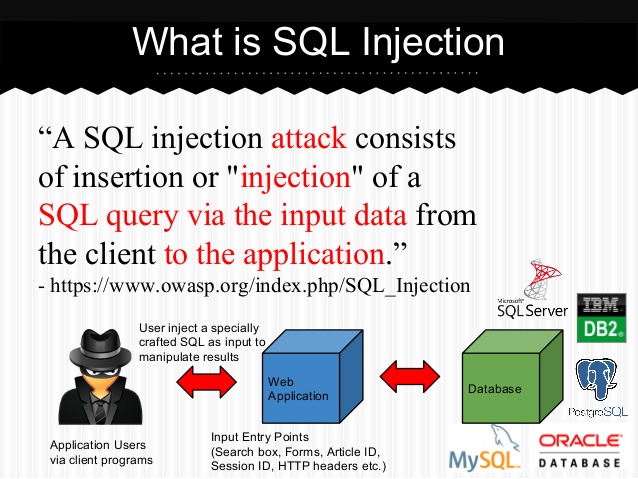 What is SQL Injection
“A SQL injection attack consists
of insertion or "injection" of a
SQL query via the input data from
the client to the application.”
- https://www.owasp.org/index.php/SQL_Injection
User inject a specially
crafted SQL as input to
manipulate results
Application Users
via client programs
Web
Application
Input Entry Points
(Search box, Forms, Article ID,
Session ID, HTTP headers etc.)
Database
Microsoft
SQL Server
IBM
DB2
PostgreSQL
MySQL
ORACLE
DATABASE